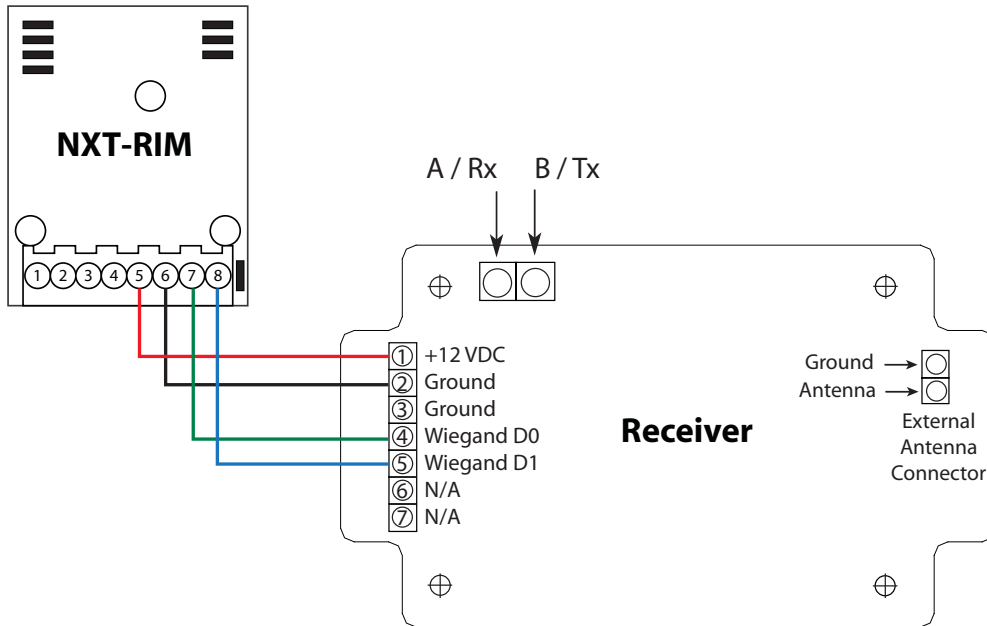 NXT-RIM
1 2 3 4 5 6 7 8
A / Rx B / Tx
1 +12 VDC
2 Ground
3 Ground
4 Wiegand D0
5 Wiegand D1
6 N/A
7 N/A
Receiver
Ground
Antenna
External
Antenna
Connector